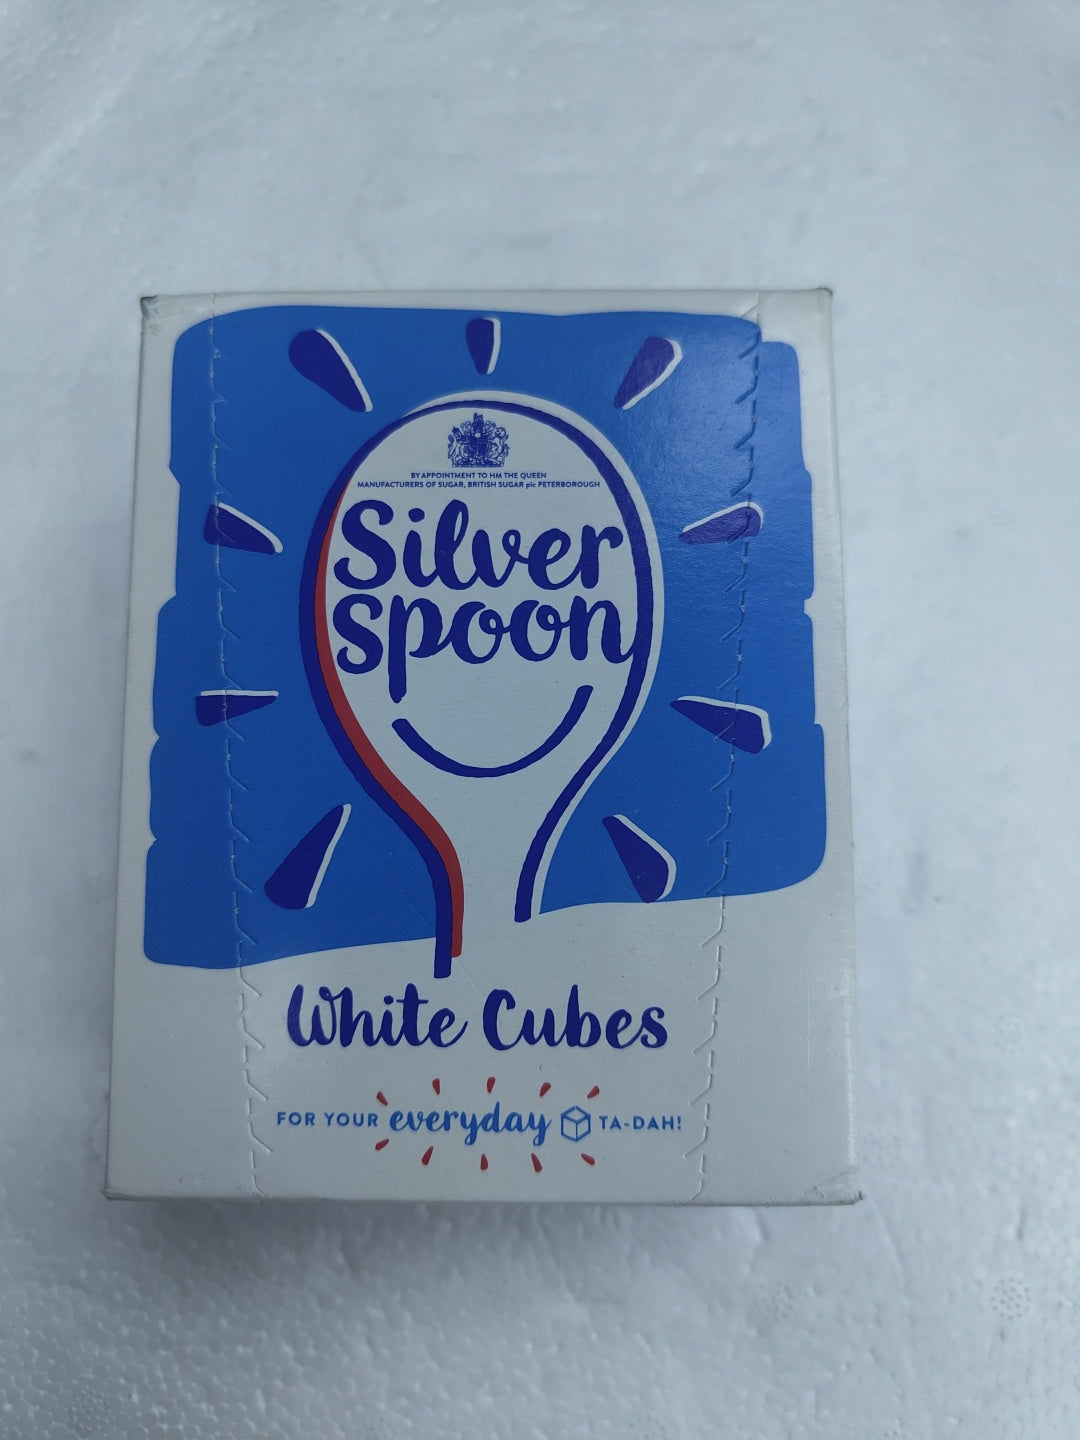 BY APPOINTMENT TO HM THE QUEEN
MANUFACTURERS OF SUGAR, BRITISH SUGAR plc PETERBOROUGH
Silver
Spoon
White Cubes
FOR YOUR everyday TA-DAH!